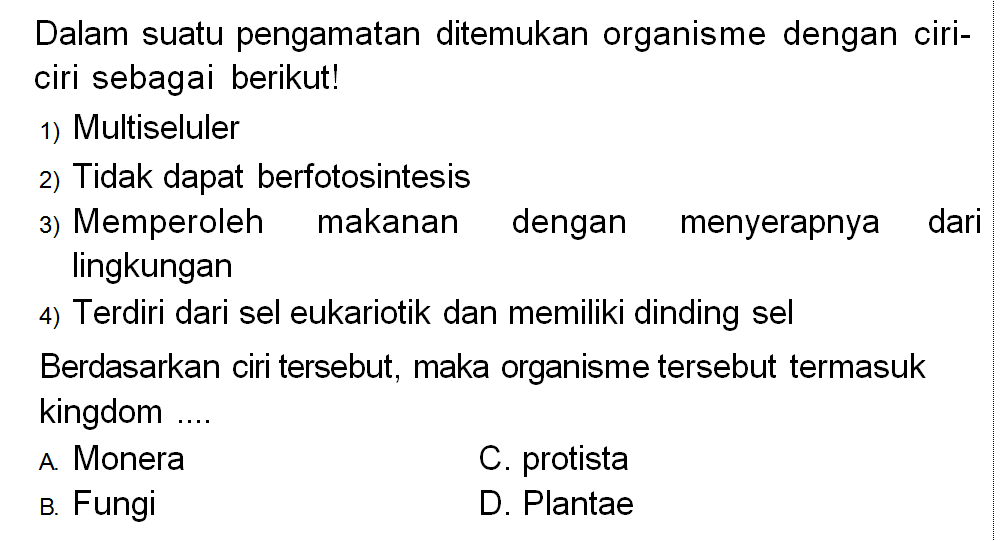 Dalam suatu pengamatan ditemukan organisme dengan ciri-
ciri sebagai berikut!
1) Multiseluler
2) Tidak dapat berfotosintesis
3) Memperoleh makanan dengan menyerapnya dari
lingkungan
4) Terdiri dari sel eukariotik dan memiliki dinding sel
Berdasarkan ciri tersebut, maka organisme tersebut termasuk
kingdom ....
A. Monera C. protista
B. Fungi D. Plantae